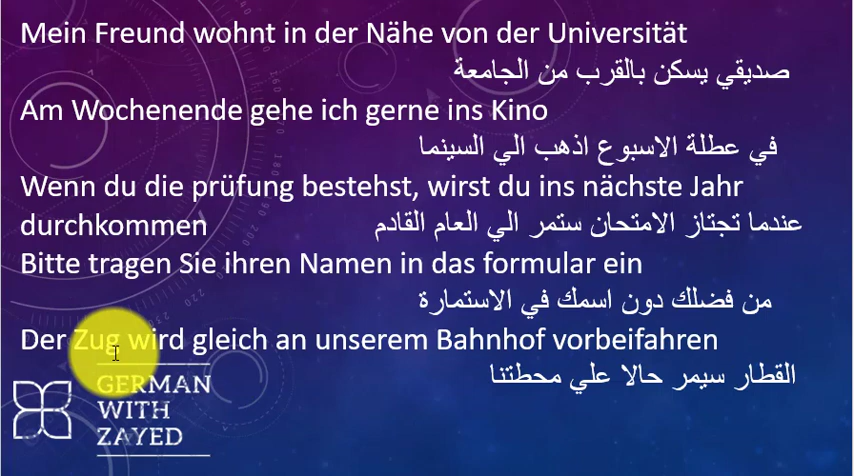 Mein Freund wohnt in der Nähe von der Universität
صديقي يسكن بالقرب من الجامعة
Am Wochenende gehe ich gerne ins Kino
في عطلة الاسبوع اذهب الي السينما
Wenn du die prüfung bestehst, wirst du ins nächste Jahr
durchkommen عندما تجتاز الامتحان ستمر الي العام القادم
Bitte tragen Sie ihren Namen in das formular ein
من فضلك دون اسمك في الاستمارة
Der Zug wird gleich an unserem Bahnhof vorbeifahren
القطار سيمر حالا علي محطتنا
GERMAN
WITH
ZAYED